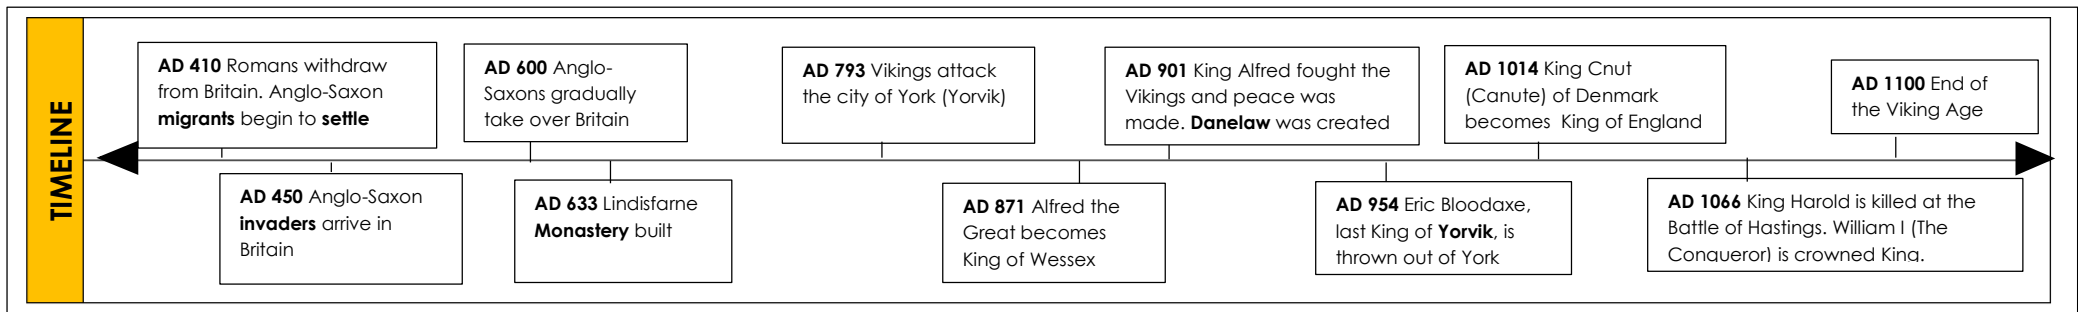 TIMELINE
AD 410 Romans withdraw
from Britain. Anglo-Saxon
migrants begin to settle
AD 450 Anglo-Saxon
invaders arrive in
Britain
AD 600 Anglo-
Saxons gradually
take over Britain
AD 633 Lindisfarne
Monastery built
AD 793 Vikings attack
the city of York (Yorvik)
AD 871 Alfred the
Great becomes
King of Wessex
AD 901 King Alfred fought the
Vikings and peace was
made. Danelaw was created
AD 954 Eric Bloodaxe,
last King of Yorvik, is
thrown out of York
AD 1014 King Cnut
(Canute) of Denmark
becomes King of England
AD 1066 King Harold is killed at the
Battle of Hastings. William I (The
Conqueror) is crowned King.
AD 1100 End of
the Viking Age